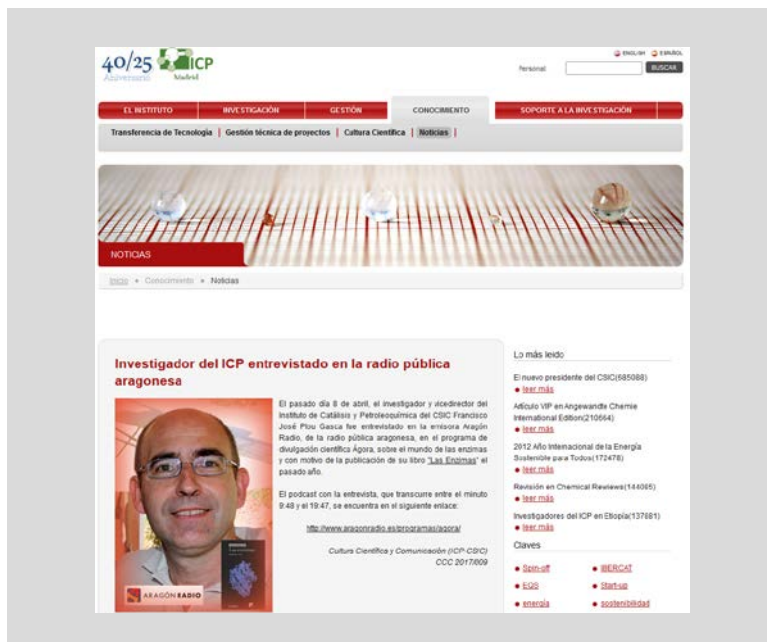 40/25 ICP
Aniversario Madrid
ENGLISH ESPAÑOL
Personal BUSCAR
EL INSTITUTO INVESTIGACIÓN GESTIÓN CONOCIMIENTO SOPORTE A LA INVESTIGACIÓN
Transferencia de Tecnología | Gestión técnica de proyectos | Cultura Científica | Noticias |
NOTICIAS
Inicio » Conocimiento » Noticias
Investigador del ICP entrevistado en la radio pública
aragonesa
El pasado día 8 de abril, el investigador y vicedirector del
Instituto de Catálisis y Petroleoquímica del CSIC Francisco
José Plou Gasca fue entrevistado en la emisora Aragón
Radio, de la radio pública aragonesa, en el programa de
divulgación científica Ágora, sobre el mundo de las enzimas
y con motivo de la publicación de su libro "Las Enzimas" el
pasado año.
El podcast con la entrevista, que transcurre entre el minuto
9:48 y el 19:47, se encuentra en el siguiente enlace:
http://www.aragonradio.es/programas/agora/
Cultura Científica y Comunicación (ICP-CSIC)
CCC 2017/009
ARAGÓN RADIO
Lo más leido
El nuevo presidente del CSIC(685088)
leer más
Artículo VIP en Angewandte Chemie
International Edition(210664)
leer más
2012 Año Internacional de la Energía
Sostenible para Todos(172478)
leer más
Revisión en Chemical Reviews(144065)
leer más
Investigadores del ICP en Etiopía(137681)
leer más
Claves
Spin-off IBERCAT
EQS Start-up
energía sostenibilidad